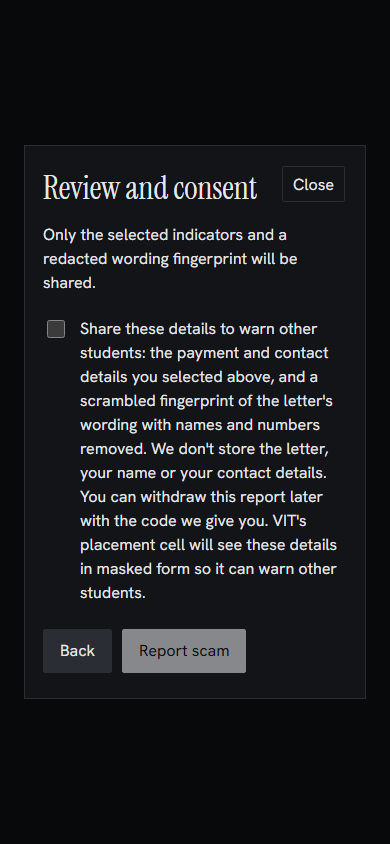 Review and consent
Close
Only the selected indicators and a
redacted wording fingerprint will be
shared.
Share these details to warn other
students: the payment and contact
details you selected above, and a
scrambled fingerprint of the letter's
wording with names and numbers
removed. We don't store the letter,
your name or your contact details.
You can withdraw this report later
with the code we give you. VIT's
placement cell will see these details
in masked form so it can warn other
students.
Back
Report scam